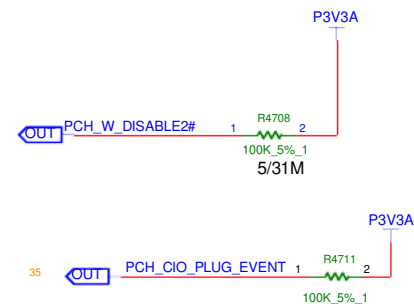 P3V3A
OUT PCH_W_DISABLE2# 1 R4708 2
100K_5%_1
5/31M
P3V3A
35 OUT PCH_CIO_PLUG_EVENT 1 R4711 2
100K_5%_1